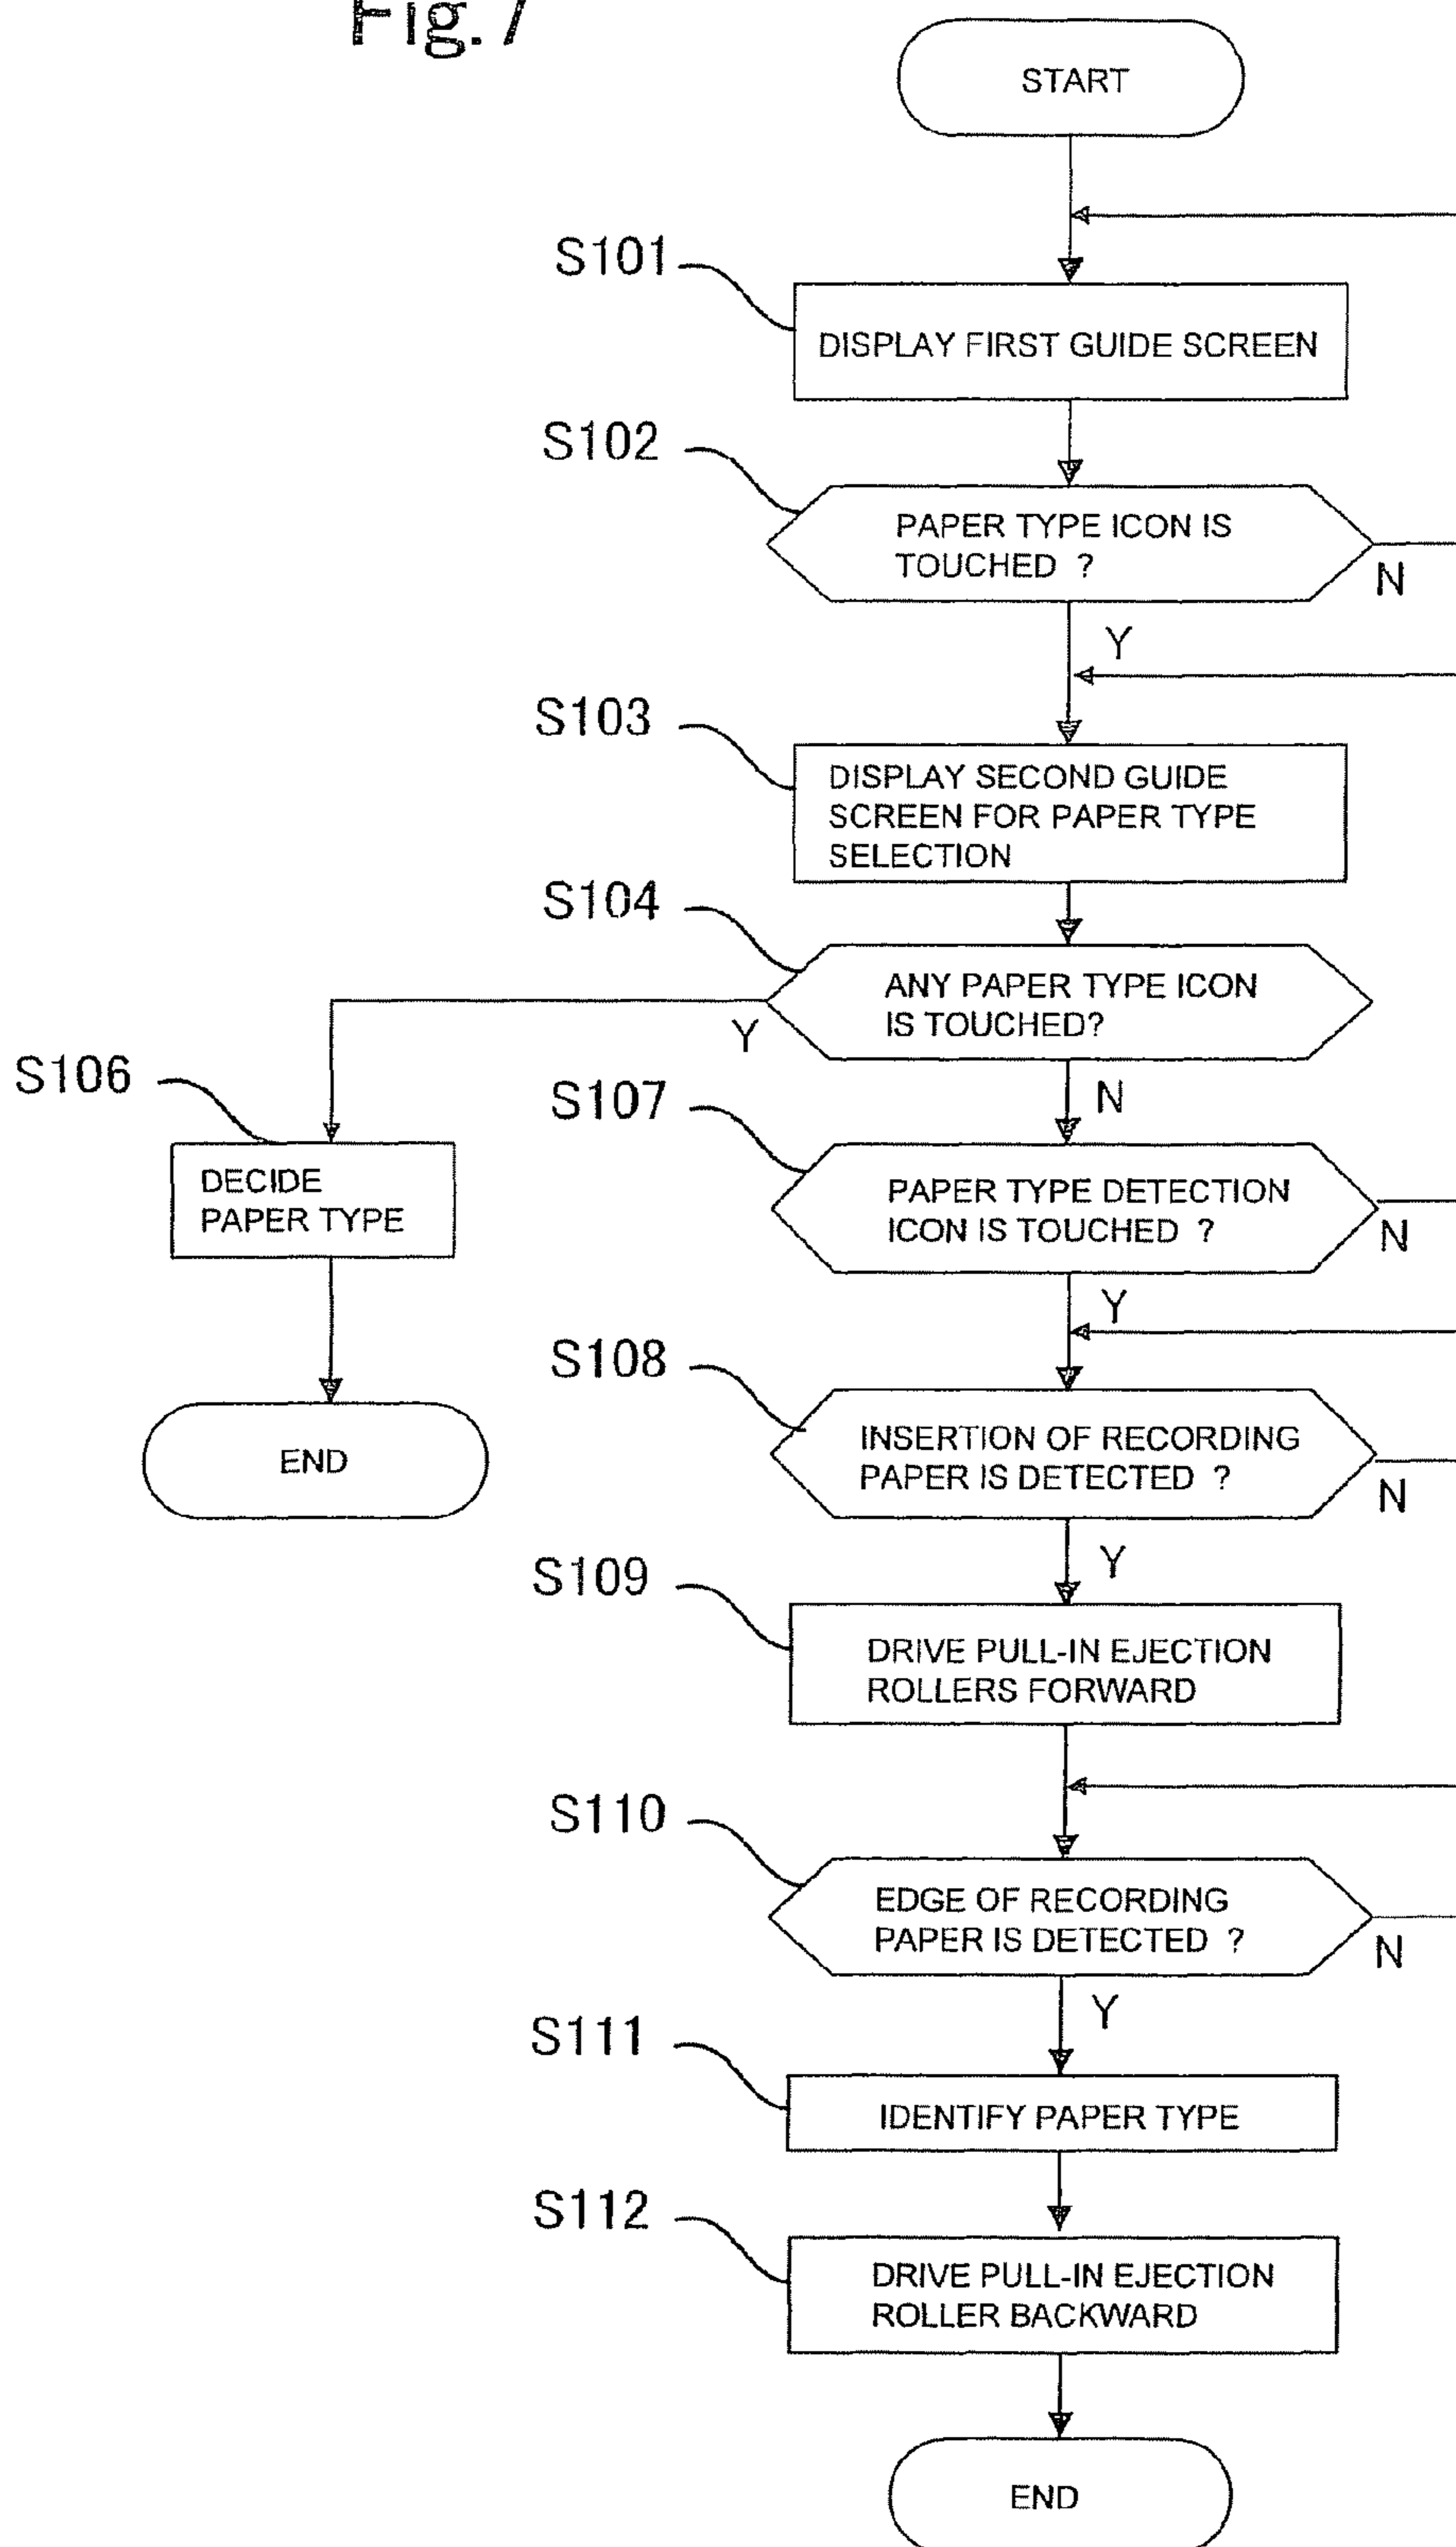 Fig. 7
START
S101
DISPLAY FIRST GUIDE SCREEN
S102
PAPER TYPE ICON IS
TOUCHED ?
N
Y
S103
DISPLAY SECOND GUIDE
SCREEN FOR PAPER TYPE
SELECTION
S104
ANY PAPER TYPE ICON
IS TOUCHED?
Y
N
S106
DECIDE
PAPER TYPE
END
S107
PAPER TYPE DETECTION
ICON IS TOUCHED ?
N
Y
S108
INSERTION OF RECORDING
PAPER IS DETECTED ?
N
Y
S109
DRIVE PULL-IN EJECTION
ROLLERS FORWARD
S110
EDGE OF RECORDING
PAPER IS DETECTED ?
N
Y
S111
IDENTIFY PAPER TYPE
S112
DRIVE PULL-IN EJECTION
ROLLER BACKWARD
END